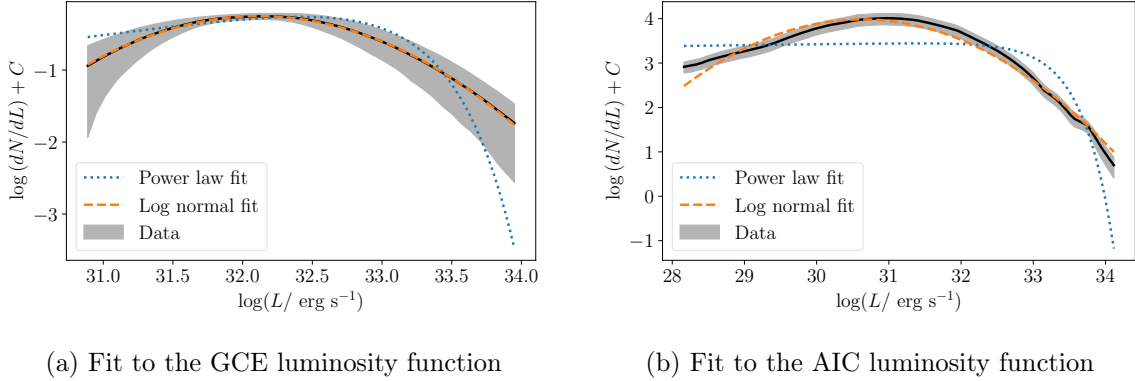 log (dN/dL) + C
−1
−2
−3
31.0 31.5 32.0 32.5 33.0 33.5 34.0
log(L/ erg s⁻¹)
Power law fit
Log normal fit
Data
(a) Fit to the GCE luminosity function
log (dN/dL) + C
4
3
2
1
0
−1
28 29 30 31 32 33 34
log(L/ erg s⁻¹)
Power law fit
Log normal fit
Data
(b) Fit to the AIC luminosity function